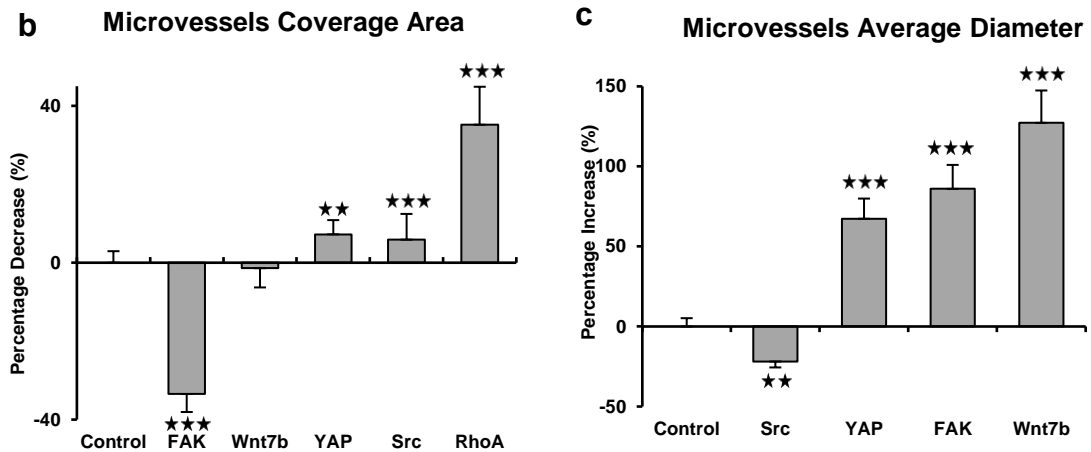 b
Microvessels Coverage Area
Percentage Decrease (%)
40
0
-40
★★★
★★
★★★
★★★
Control FAK Wnt7b YAP Src RhoA
c
Microvessels Average Diameter
Percentage Increase (%)
150
100
50
0
-50
★★
★★★
★★★
★★★
Control Src YAP FAK Wnt7b